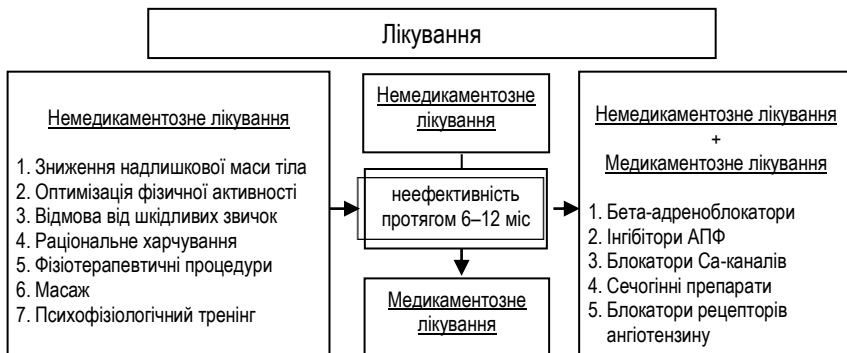 Лікування
Немедикаментозне лікування
1. Зниження надлишкової маси тіла
2. Оптимізація фізичної активності
3. Відмова від шкідливих звичок
4. Раціональне харчування
5. Фізіотерапевтичні процедури
6. Масаж
7. Психофізіологічний тренінг
Немедикаментозне
лікування
неефективність
протягом 6–12 міс
Медикаментозне
лікування
Немедикаментозне лікування
+
Медикаментозне лікування
1. Бета-адреноблокатори
2. Інгібітори АПФ
3. Блокатори Са-каналів
4. Сечогінні препарати
5. Блокатори рецепторів
ангіотензину